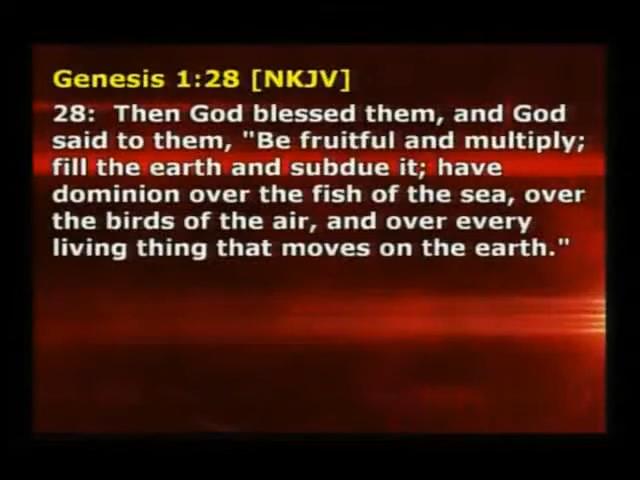 Genesis 1:28 [NKJV]
28:  Then God blessed them, and God
said to them, "Be fruitful and multiply;
fill the earth and subdue it; have
dominion over the fish of the sea, over
the birds of the air, and over every
living thing that moves on the earth."